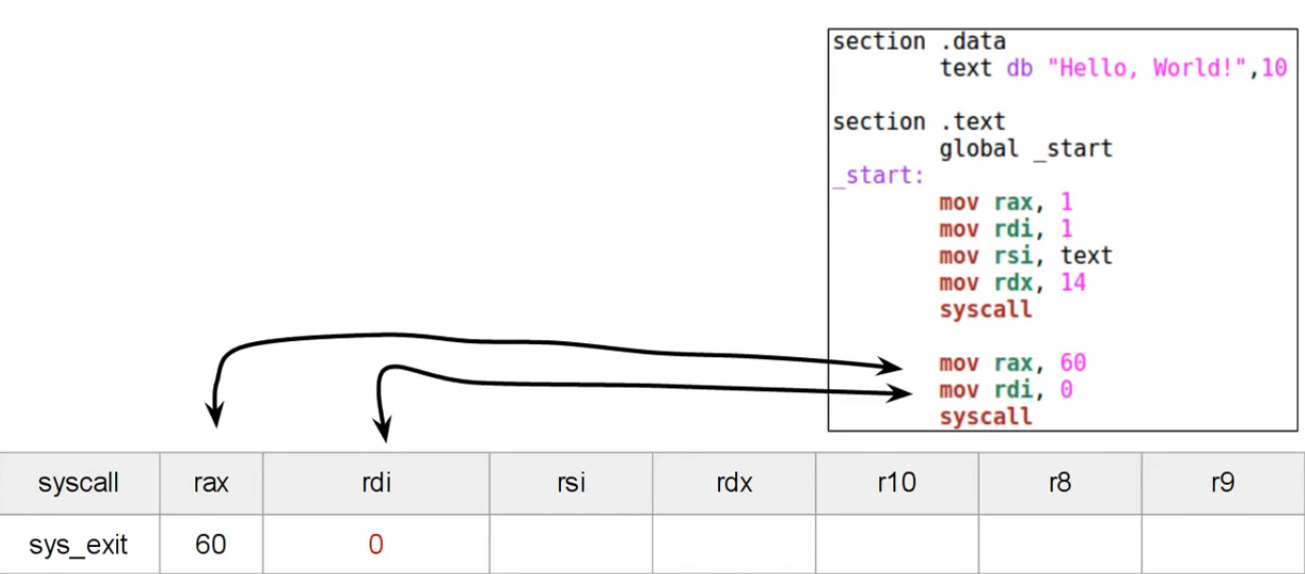 section .data
text db "Hello, World!",10
section .text
global _start
_start:
mov rax, 1
mov rdi, 1
mov rsi, text
mov rdx, 14
syscall
mov rax, 60
mov rdi, 0
syscall
syscall rax rdi rsi rdx r10 r8 r9
sys_exit 60 0